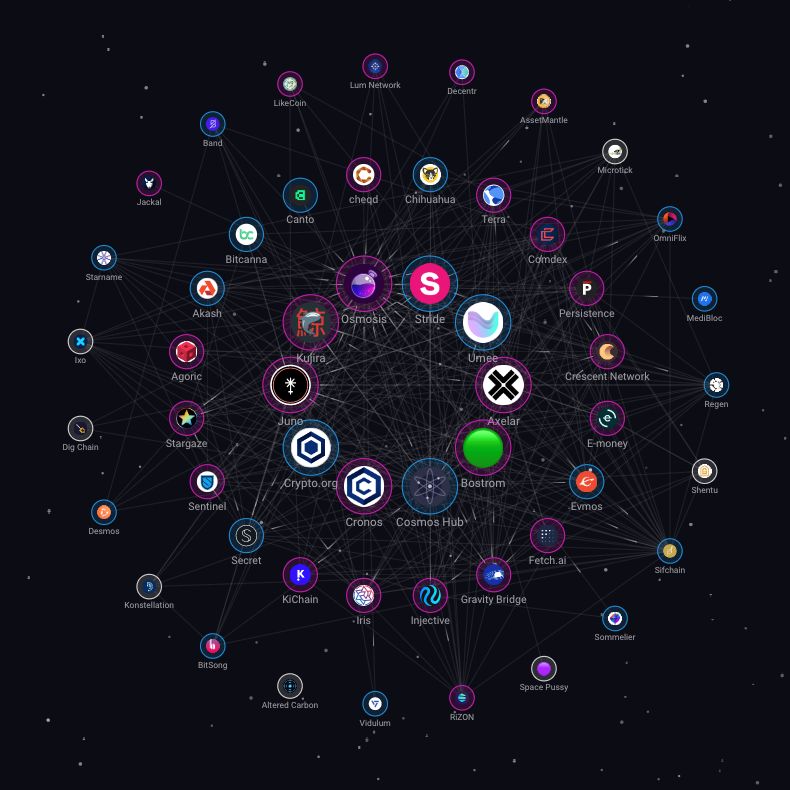 Lum Network
Decentr
LikeCoin
AssetMantle
Band
Microtick
Jackal
cheqd
Chihuahua
Canto
Terra
OmniFlix
Bitcanna
Comdex
Starname
Akash
Osmosis
Stride
Persistence
MediBloc
Ixo
Kujira
Umee
Agoric
Crescent Network
Regen
Juno
Axelar
Dig Chain
Stargaze
E-money
Crypto.org
Bostrom
Shentu
Sentinel
Cronos
Cosmos Hub
Evmos
Desmos
Secret
Fetch.ai
Sifchain
Konstellation
KiChain
Iris
Injective
Gravity Bridge
Sommelier
BitSong
Space Pussy
Altered Carbon
Vidulum
RiZON
bc
S
P
鯨
S
C
K